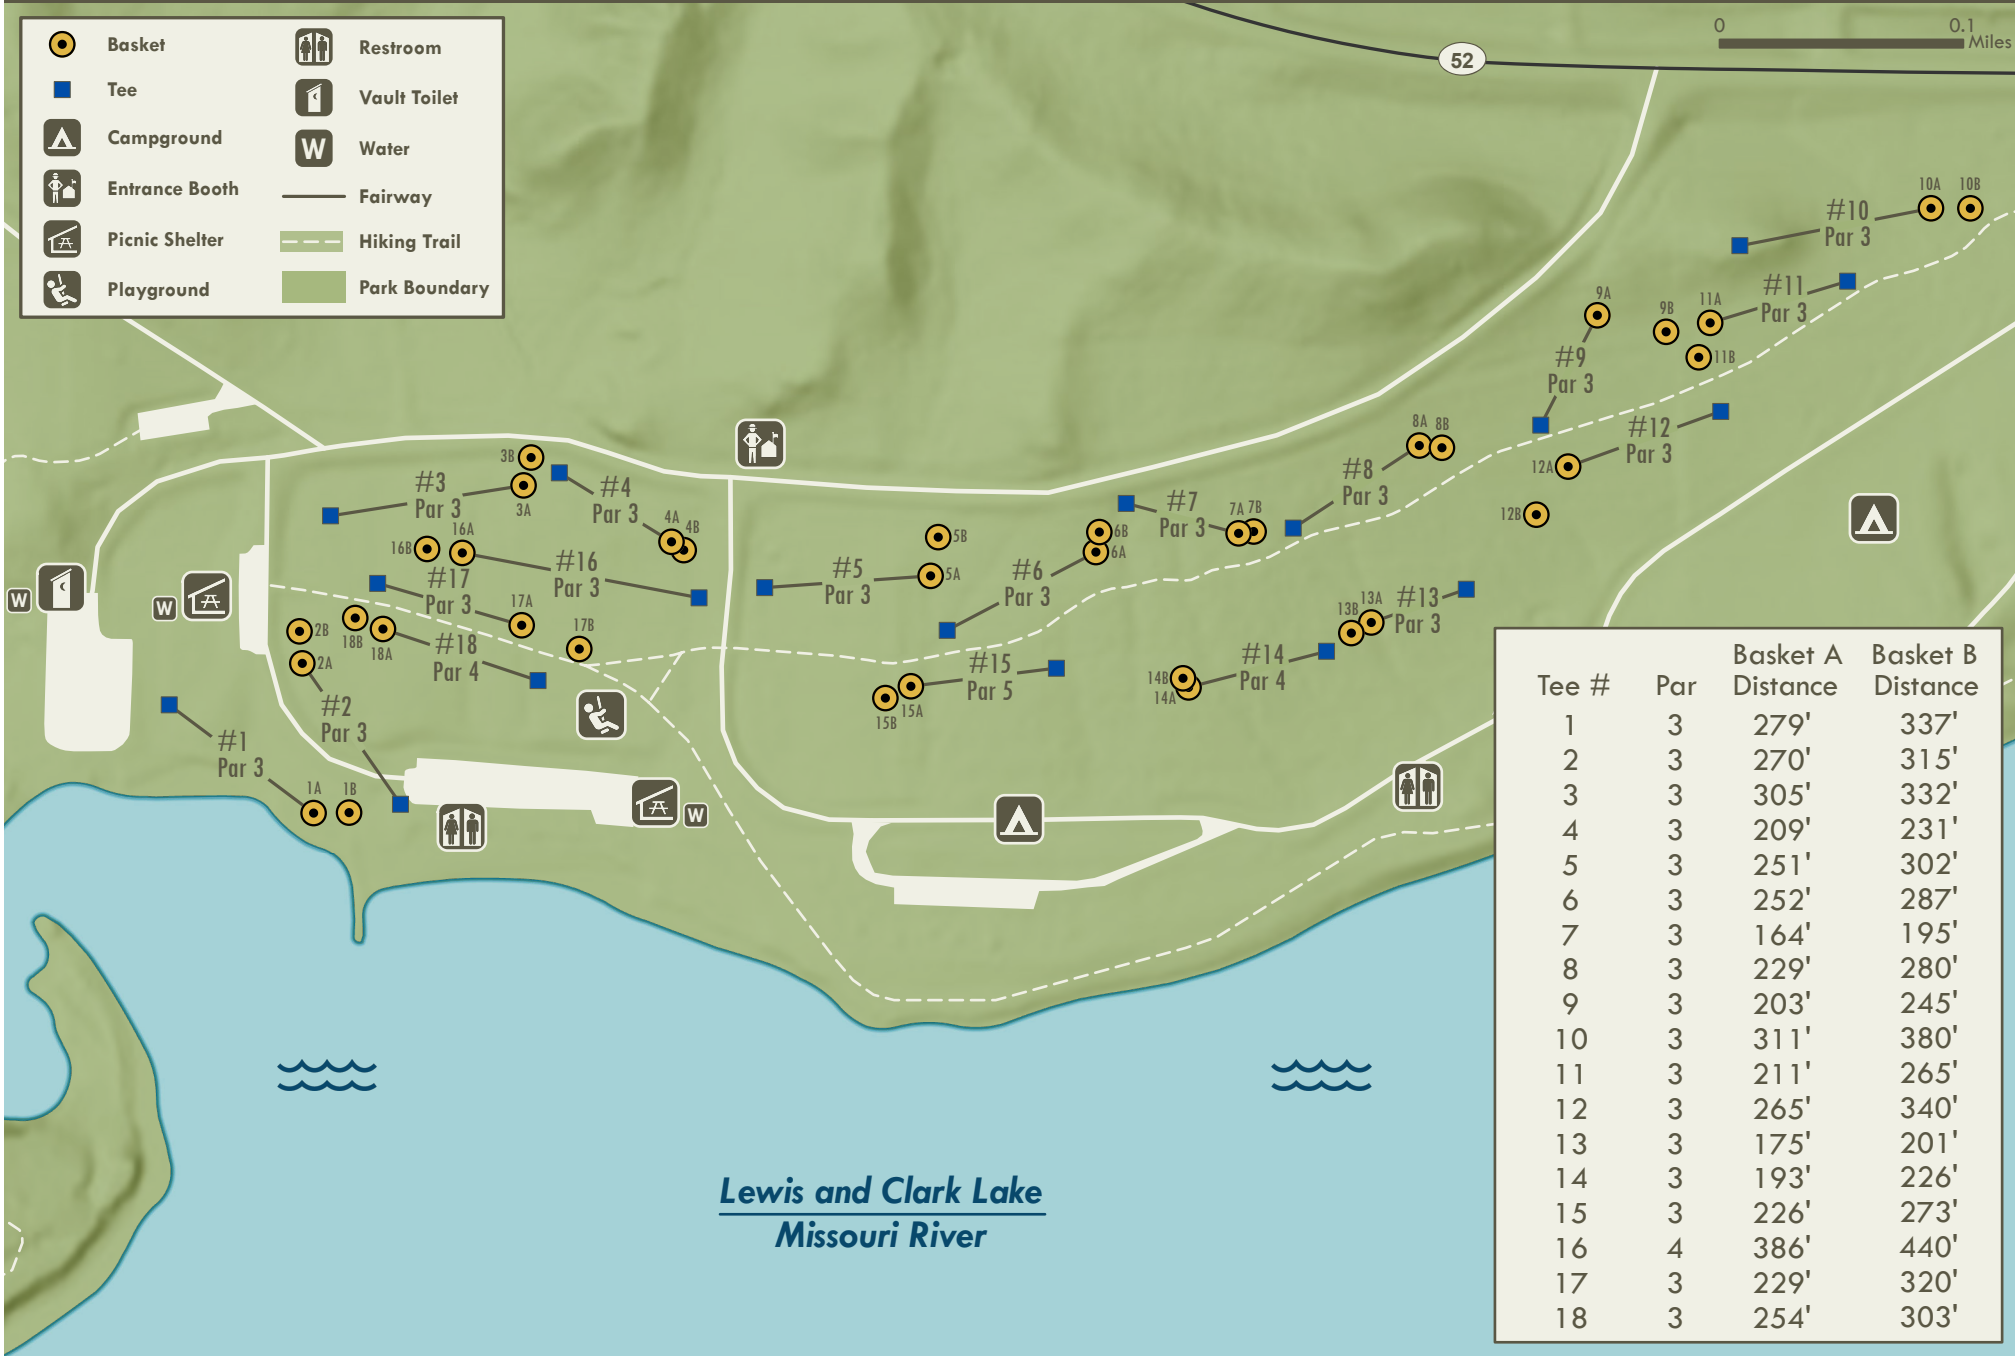 Basket
Tee
Campground
Entrance Booth
Picnic Shelter
Playground
Restroom
Vault Toilet
W Water
Fairway
Hiking Trail
Park Boundary
0 0.1
Miles
52
10A 10B
#10
Par 3
#11
Par 3
9A
9B
11A
11B
#9
Par 3
#12
Par 3
12A
12B
8A 8B
#8
Par 3
3B
#3
Par 3
3A
#4
Par 3
4A
4B
16A
16B
#16
Par 3
#17
Par 3
17A
17B
18B
18A
#18
Par 4
2B
2A
#2
Par 3
#1
Par 3
1A 1B
W
W
W
5B
5A
#5
Par 3
#6
Par 3
6B
6A
#7
Par 3
7A 7B
13A
13B
#13
Par 3
#14
Par 4
14B
14A
#15
Par 5
15A
15B
Tee # Par Basket A Distance Basket B Distance
1 3 279' 337'
2 3 270' 315'
3 3 305' 332'
4 3 209' 231'
5 3 251' 302'
6 3 252' 287'
7 3 164' 195'
8 3 229' 280'
9 3 203' 245'
10 3 311' 380'
11 3 211' 265'
12 3 265' 340'
13 3 175' 201'
14 3 193' 226'
15 3 226' 273'
16 4 386' 440'
17 3 229' 320'
18 3 254' 303'
Lewis and Clark Lake
Missouri River